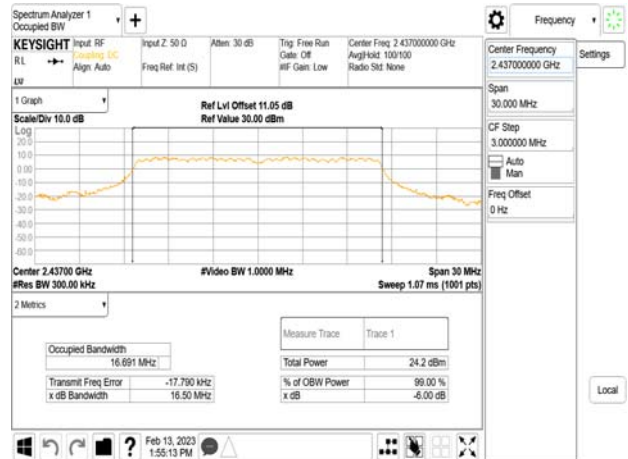 Spectrum Analyzer 1
Occupied BW
Frequency
KEYSIGHT
RL
Input: RF
Coupling: DC
Align: Auto
Input Z: 50 Ω
Freq Ref: Int (S)
Atten: 30 dB
Trig: Free Run
Gate: Off
#IF Gain: Low
Center Freq: 2.437000000 GHz
Avg|Hold: 100/100
Radio Std: None
1 Graph
Scale/Div 10.0 dB
Ref Lvl Offset 11.05 dB
Ref Value 30.00 dBm
Log
20.0
10.0
0.00
-10.0
-20.0
-30.0
-40.0
-50.0
-60.0
Center 2.43700 GHz
#Res BW 300.00 kHz
#Video BW 1.0000 MHz
Span 30 MHz
Sweep 1.07 ms (1001 pts)
2 Metrics
Occupied Bandwidth
16.691 MHz
Transmit Freq Error -17.790 kHz
x dB Bandwidth 16.50 MHz
Measure Trace Trace 1
Total Power 24.2 dBm
% of OBW Power 99.00 %
x dB -6.00 dB
Feb 13, 2023
1:55:13 PM
Center Frequency
2.437000000 GHz
Span
30.000 MHz
CF Step
3.000000 MHz
Auto
Man
Freq Offset
0 Hz
Settings
Local